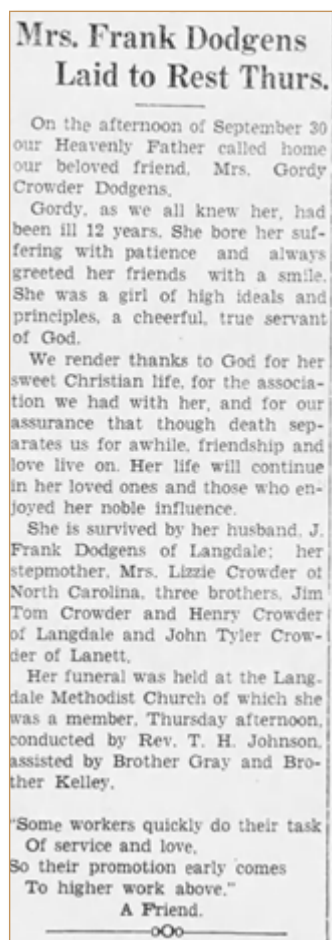 Mrs. Frank Dodgens
Laid to Rest Thurs.
On the afternoon of September 30
our Heavenly Father called home
our beloved friend, Mrs. Gordy
Crowder Dodgens.
Gordy, as we all knew her, had
been ill 12 years. She bore her suf-
fering with patience and always
greeted her friends with a smile.
She was a girl of high ideals and
principles, a cheerful, true servant
of God.
We render thanks to God for her
sweet Christian life, for the associa-
tion we had with her, and for our
assurance that though death sep-
arates us for awhile, friendship and
love live on. Her life will continue
in her loved ones and those who en-
joyed her noble influence.
She is survived by her husband, J.
Frank Dodgens of Langdale; her
stepmother, Mrs. Lizzie Crowder of
North Carolina, three brothers, Jim
Tom Crowder and Henry Crowder
of Langdale and John Tyler Crow-
der of Lanett.
Her funeral was held at the Lang-
dale Methodist Church of which she
was a member, Thursday afternoon,
conducted by Rev. T. H. Johnson,
assisted by Brother Gray and Bro-
ther Kelley.
"Some workers quickly do their task
Of service and love,
So their promotion early comes
To higher work above."
A Friend.
oOo